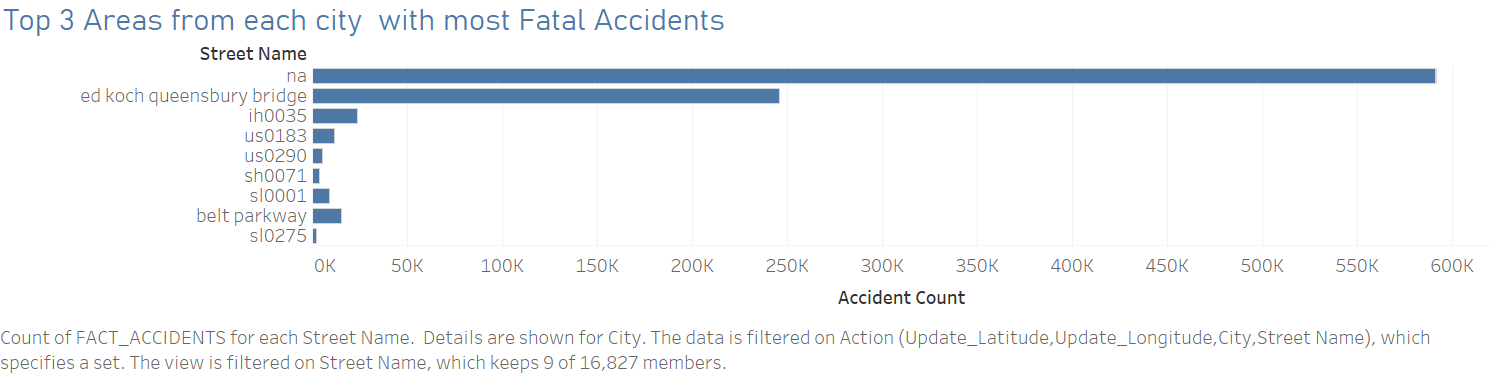 Top 3 Areas from each city  with most Fatal Accidents
Street Name
na
ed koch queensbury bridge
ih0035
us0183
us0290
sh0071
sl0001
belt parkway
sl0275
0K 50K 100K 150K 200K 250K 300K 350K 400K 450K 500K 550K 600K
Accident Count
Count of FACT_ACCIDENTS for each Street Name.  Details are shown for City. The data is filtered on Action (Update_Latitude,Update_Longitude,City,Street Name), which
specifies a set. The view is filtered on Street Name, which keeps 9 of 16,827 members.